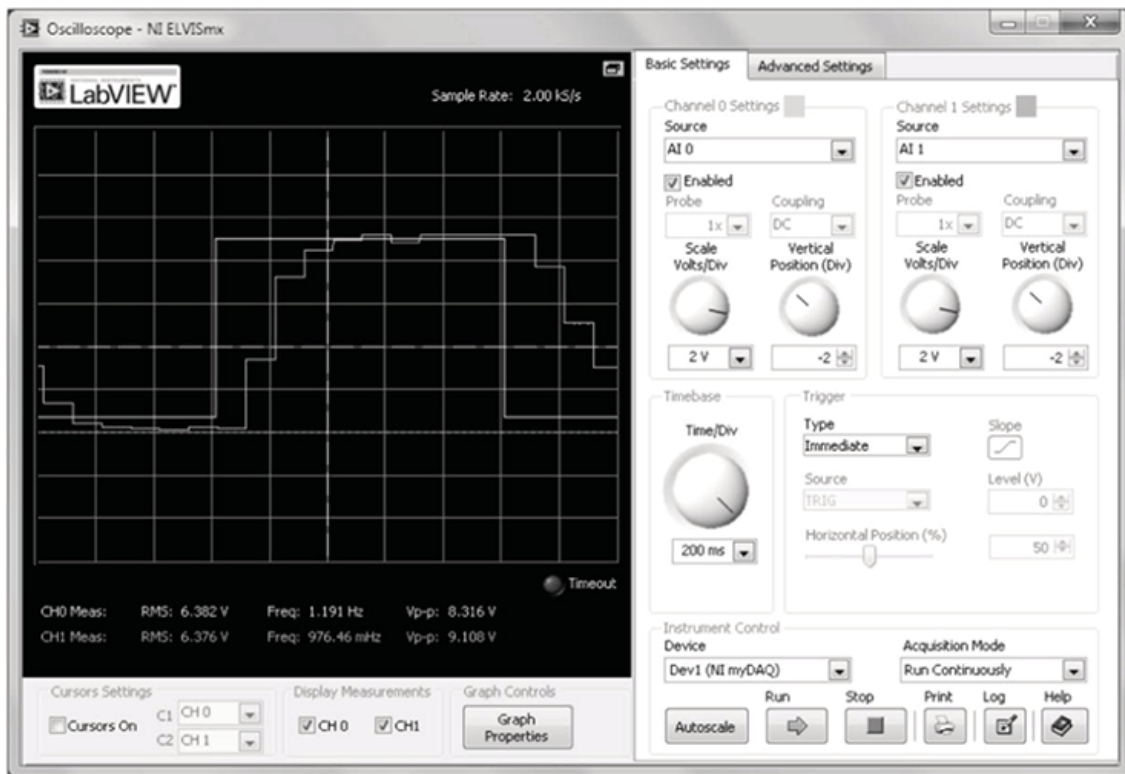 Oscilloscope - NI ELVISmx
LabVIEW
Sample Rate: 2.00 kS/s
Timeout
CH0 Meas: RMS: 6.382 V Freq: 1.191 Hz Vp-p: 8.316 V
CH1 Meas: RMS: 6.376 V Freq: 976.46 mHz Vp-p: 9.108 V
Cursors Settings
Cursors On
C1 CH 0
C2 CH 1
Display Measurements
CH 0 CH1
Graph Controls
Graph
Properties
Basic Settings Advanced Settings
Channel 0 Settings
Source
AI 0
Enabled
Probe Coupling
1x DC
Scale Vertical
Volts/Div Position (Div)
2 V -2
Channel 1 Settings
Source
AI 1
Enabled
Probe Coupling
1x DC
Scale Vertical
Volts/Div Position (Div)
2 V -2
Timebase
Time/Div
200 ms
Trigger
Type Slope
Immediate
Source Level (V)
TRIG 0
Horizontal Position (%)
50
Instrument Control
Device Acquisition Mode
Dev1 (NI myDAQ) Run Continuously
Run Stop Print Log Help
Autoscale